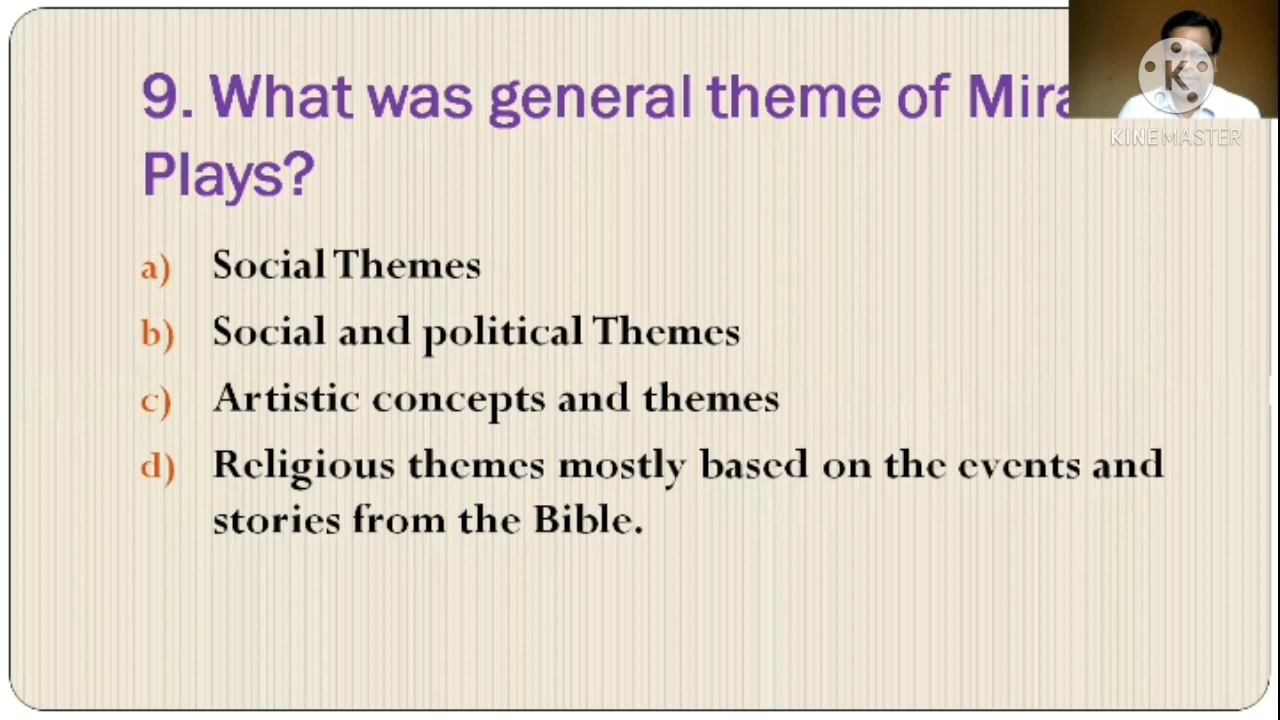 9. What was general theme of
Plays?
a) Social Themes
b) Social and political Themes
c) Artistic concepts and themes
d) Religious themes mostly based on the events and
stories from the Bible.
K
KINEMASTER